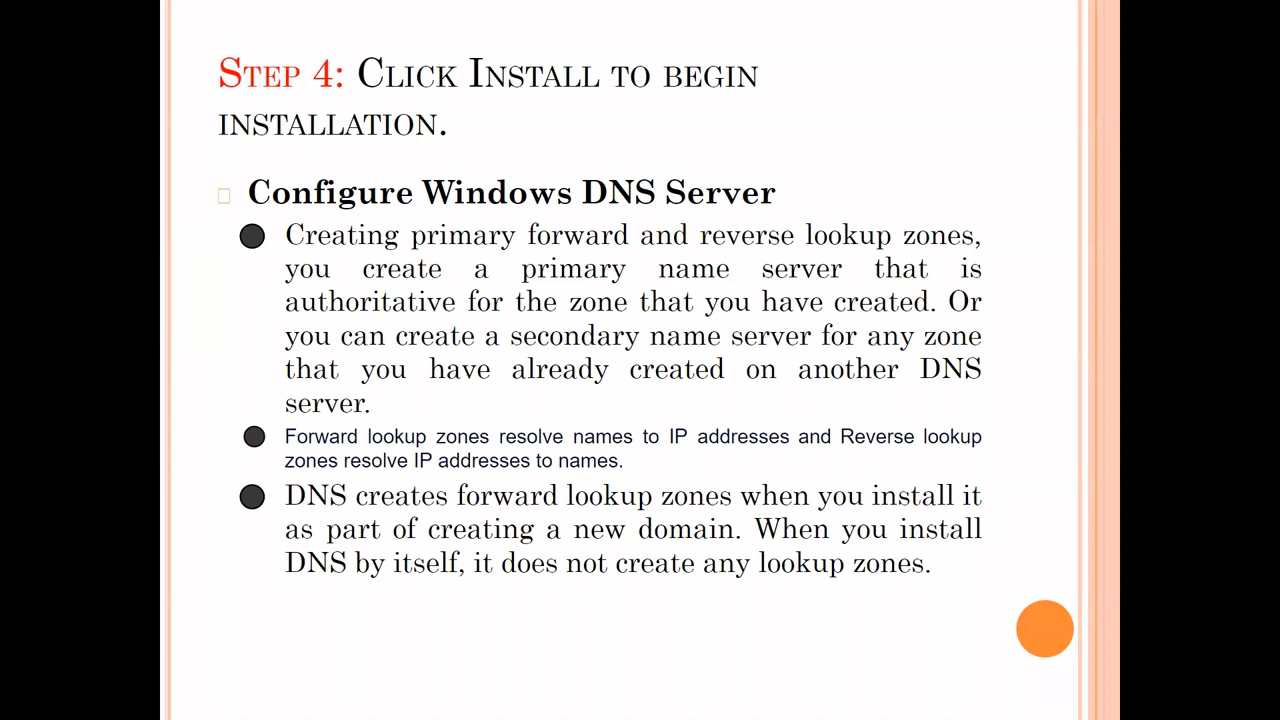 Step 4: Click Install to begin
installation.
Configure Windows DNS Server
Creating primary forward and reverse lookup zones,
you create a primary name server that is
authoritative for the zone that you have created. Or
you can create a secondary name server for any zone
that you have already created on another DNS
server.
Forward lookup zones resolve names to IP addresses and Reverse lookup
zones resolve IP addresses to names.
DNS creates forward lookup zones when you install it
as part of creating a new domain. When you install
DNS by itself, it does not create any lookup zones.